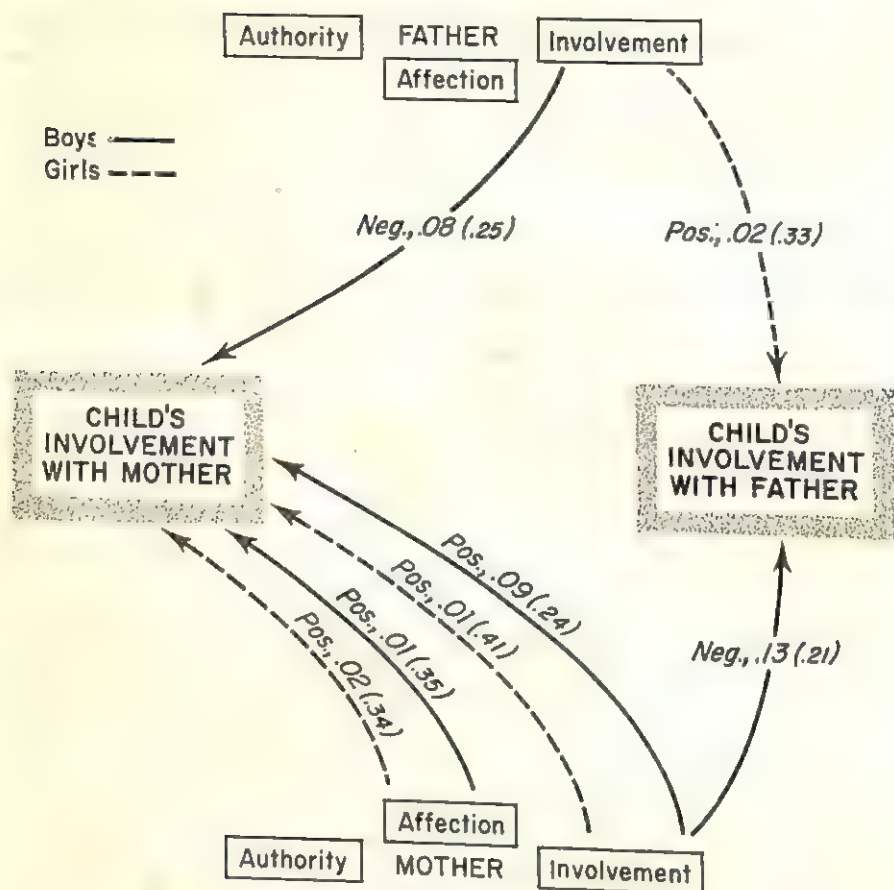 Authority FATHER Involvement
Affection
Boys
Girls
Neg., .08 (.25)
Pos., .02 (.33)
CHILD'S
INVOLVEMENT
WITH MOTHER
CHILD'S
INVOLVEMENT
WITH FATHER
Pos., .09 (.24)
Pos., .01 (.41)
Pos., .01 (.35)
Pos., .02 (.34)
Neg., .13 (.21)
Affection
Authority MOTHER Involvement